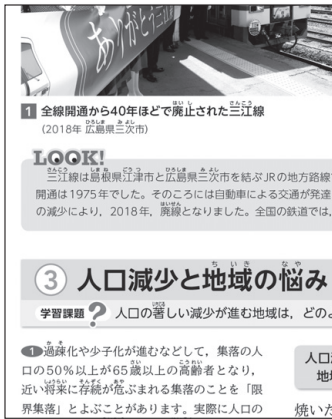 ありがとう三江線
1 全線開通から40年ほどで廃止された三江線
(2018年 広島県三次市)
LOOK!
三江線は島根県江津市と広島県三次市を結ぶJRの地方路線
開通は1975年でした。そのころには自動車による交通が発達
の減少により,2018年,廃線となりました。全国の鉄道では,
3 人口減少と地域の悩み
学習課題 ? 人口の著しい減少が進む地域は,どのよ
1 過疎化や少子化が進むなどして,集落の人
口の50%以上が65歳以上の高齢者となり,
近い将来に存続が危ぶまれる集落のことを「限
界集落」とよぶことがあります。実際に人口の
人口
地域
焼いや